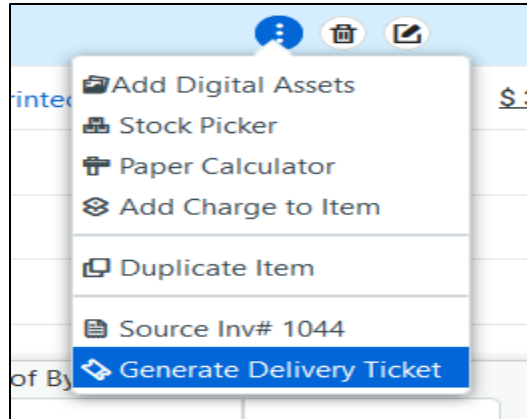 Add Digital Assets
rinted
$ 3
Stock Picker
Paper Calculator
Add Charge to Item
Duplicate Item
Source Inv# 1044
Generate Delivery Ticket
of By